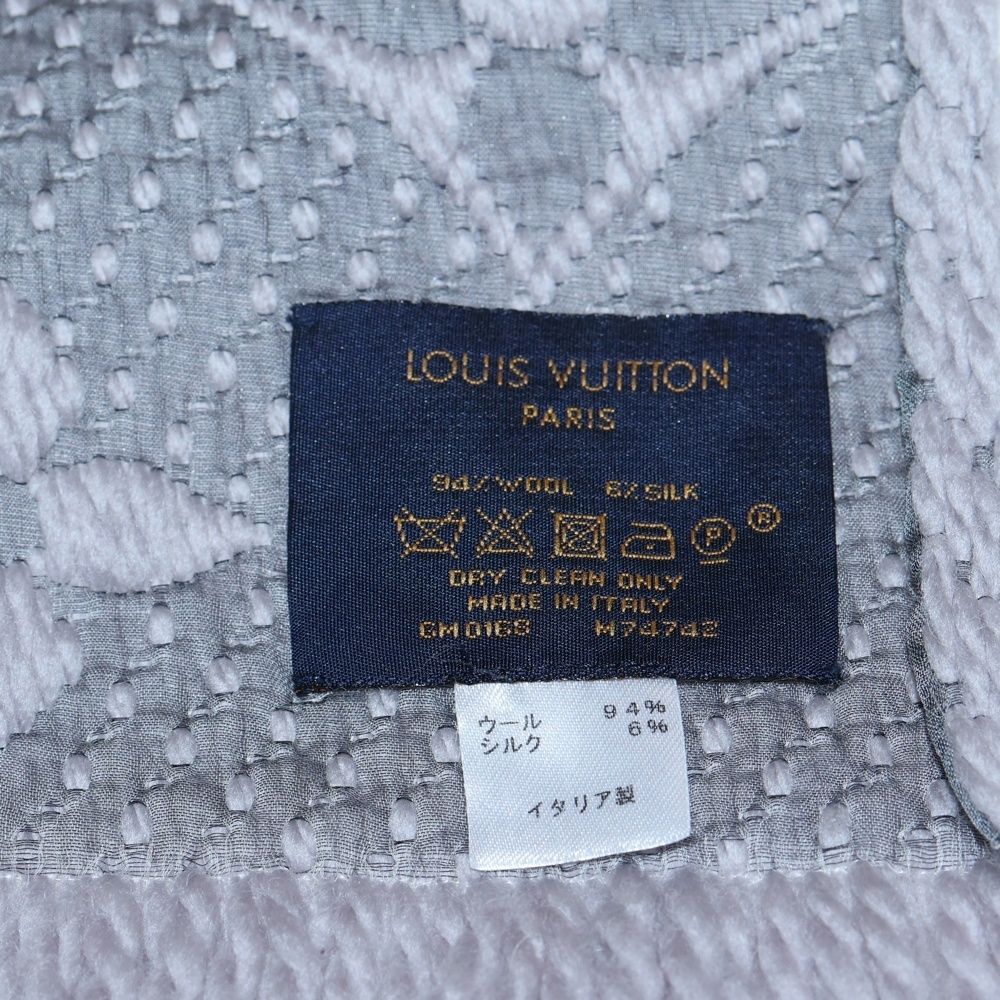 LOUIS VUITTON
PARIS
94% WOOL 6% SILK
P ®
DRY CLEAN ONLY
MADE IN ITALY
GM0168 M74742
ウール 94%
シルク 6%
イタリア製